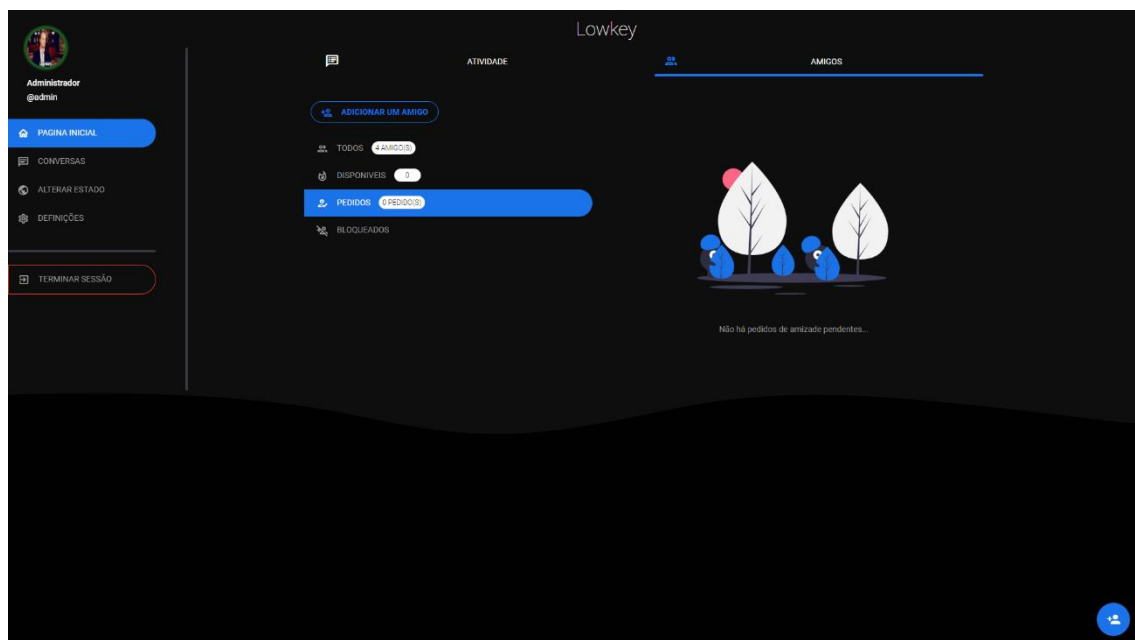 Lowkey
Administrador
@admin
PAGINA INICIAL
CONVERSAS
ALTERAR ESTADO
DEFINIÇÕES
TERMINAR SESSÃO
ATIVIDADE
AMIGOS
ADICIONAR UM AMIGO
TODOS 4 AMIGO(S)
DISPONIVEIS 0
PEDIDOS 0 PEDIDO(S)
BLOQUEADOS
Não há pedidos de amizade pendentes...